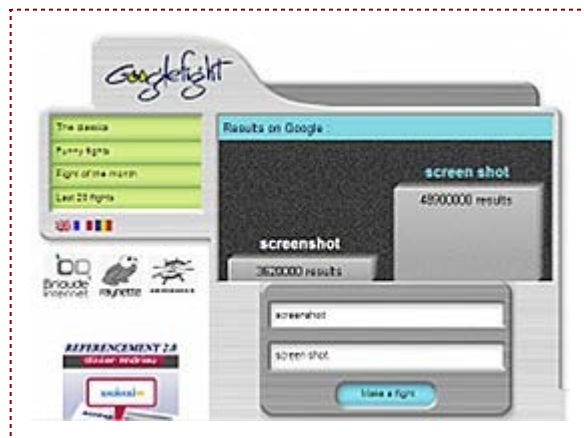 Googlefight
The classics
Funny fights
Fight of the month
Last 20 fights
Results on Google :
screen shot
48900000 results
screenshot
3620000 results
Brioude
Internet
raynette
REFERENCEMENT 2.0
screenshot
screen shot
Make a fight